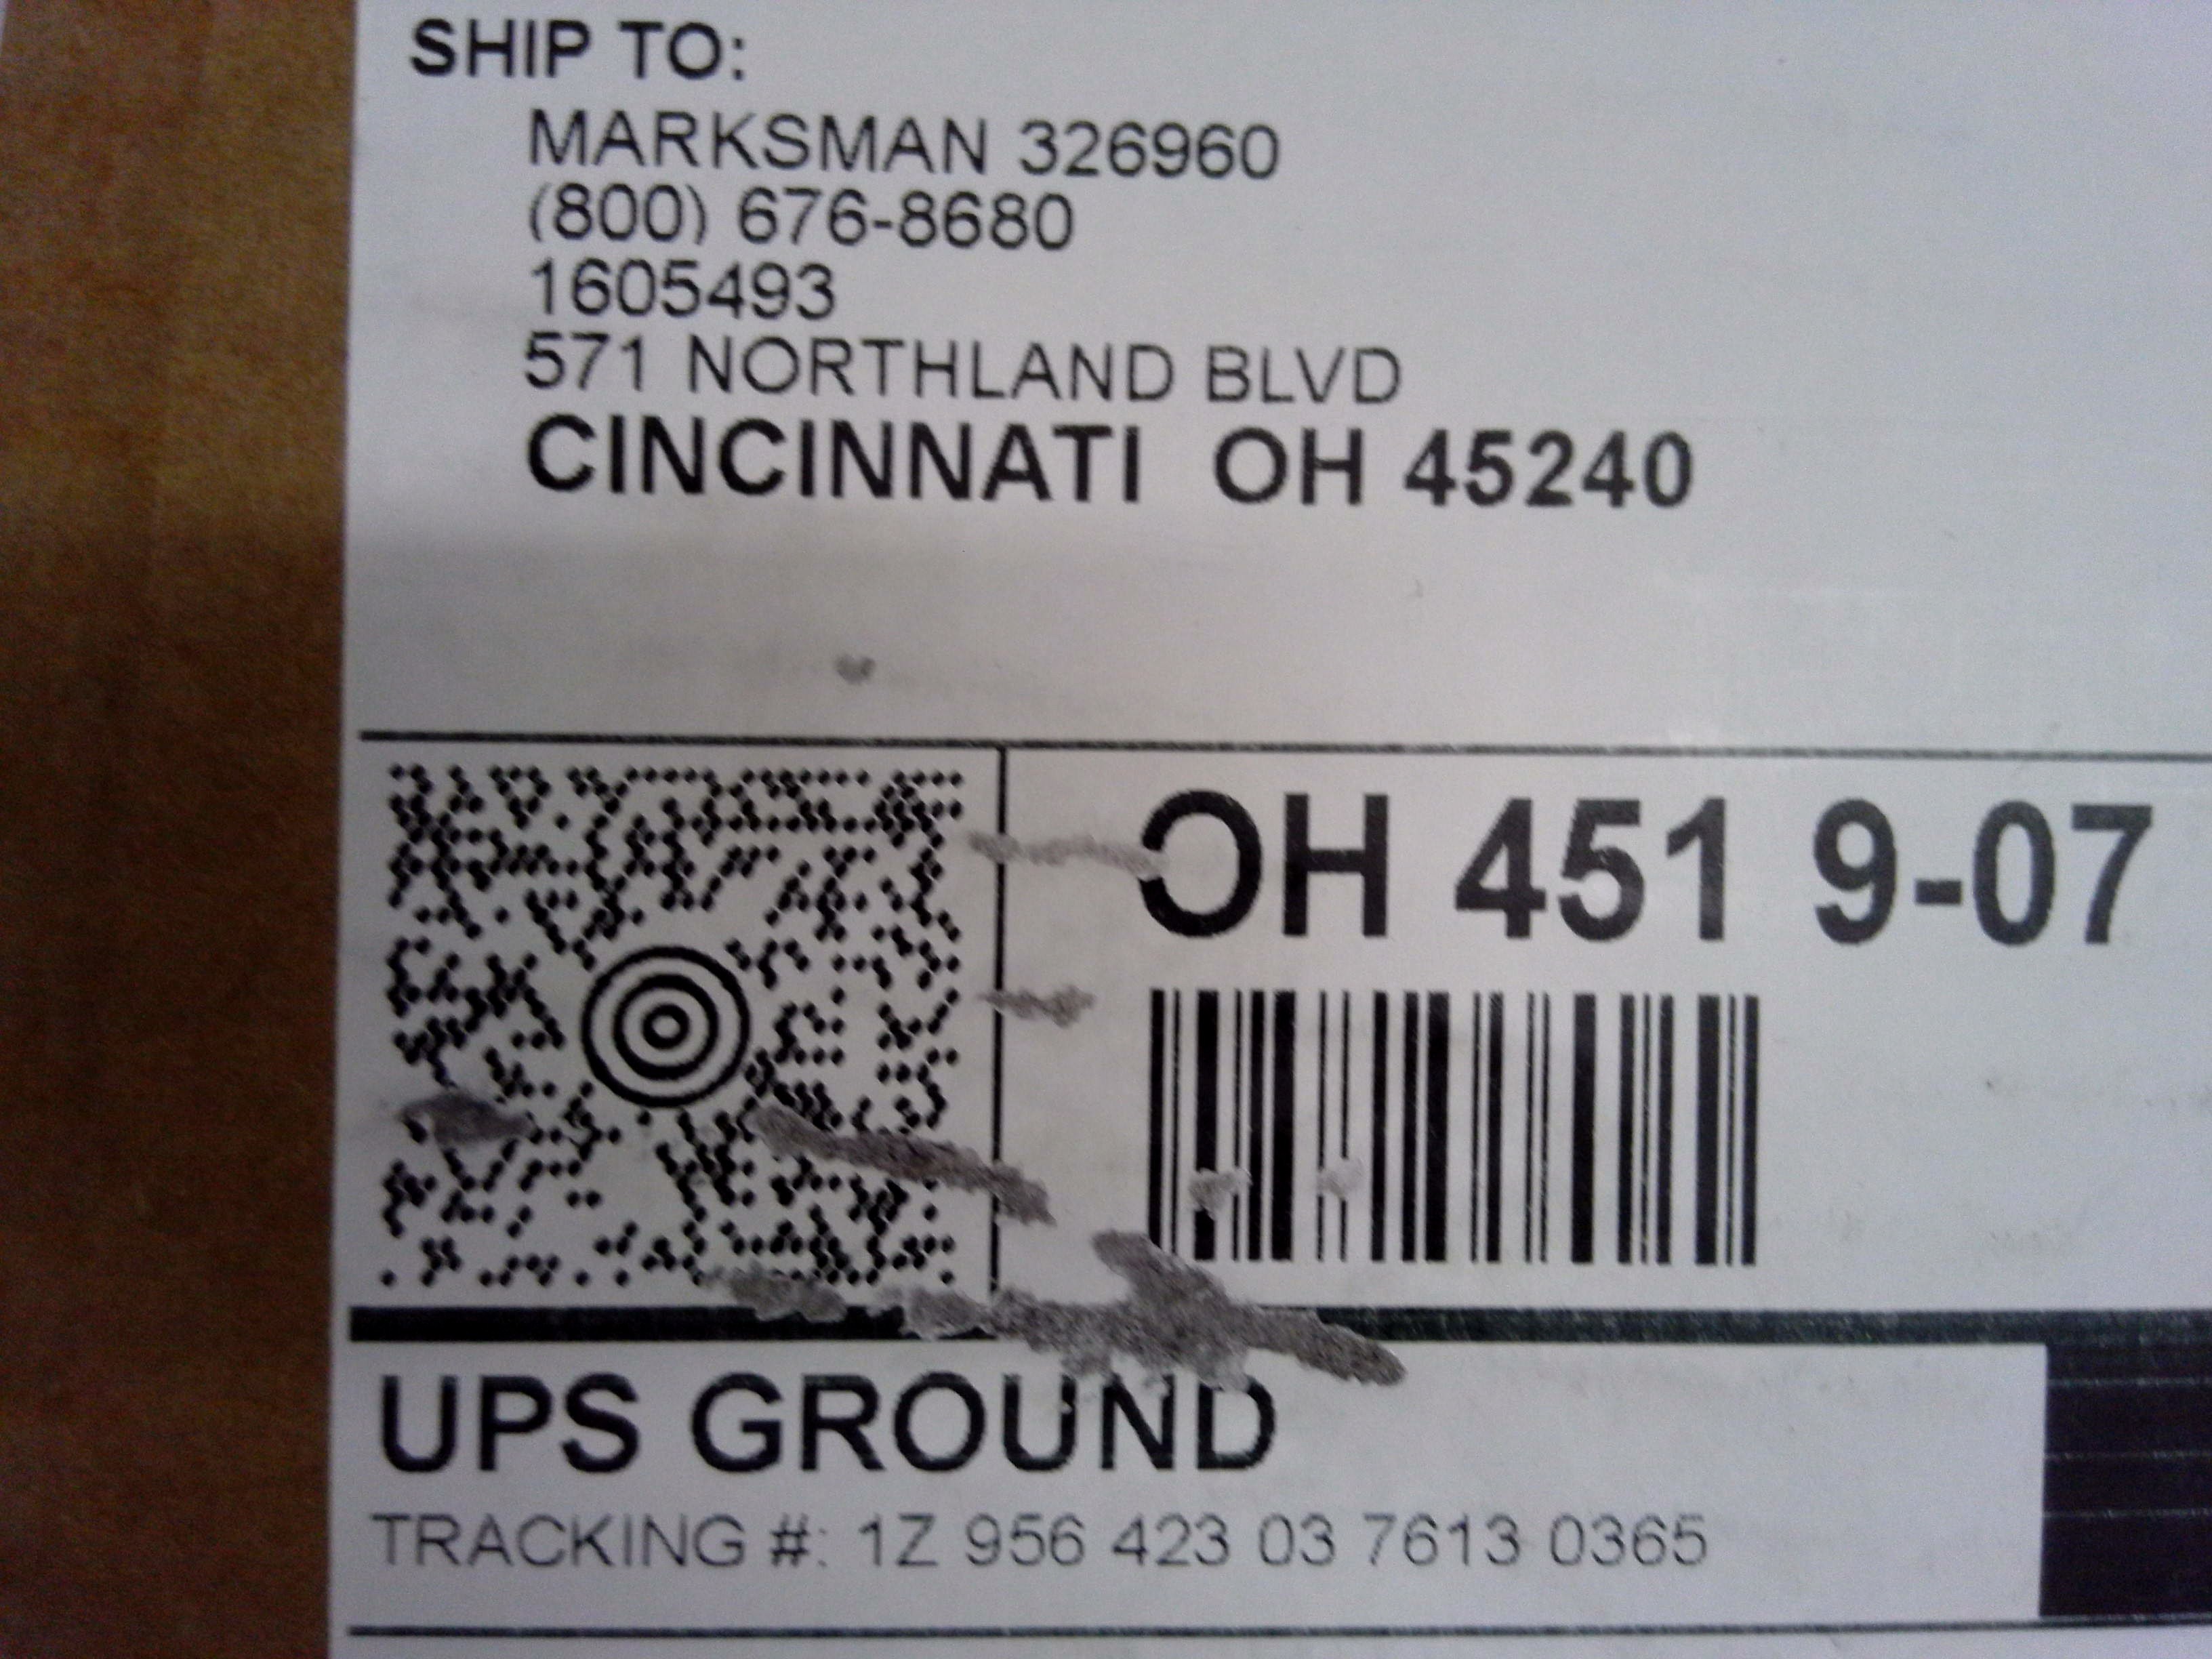 SHIP TO:
MARKSMAN 326960
(800) 676-8680
1605493
571 NORTHLAND BLVD
CINCINNATI OH 45240
OH 451 9-07
UPS GROUND
TRACKING #: 1Z 956 423 03 7613 0365